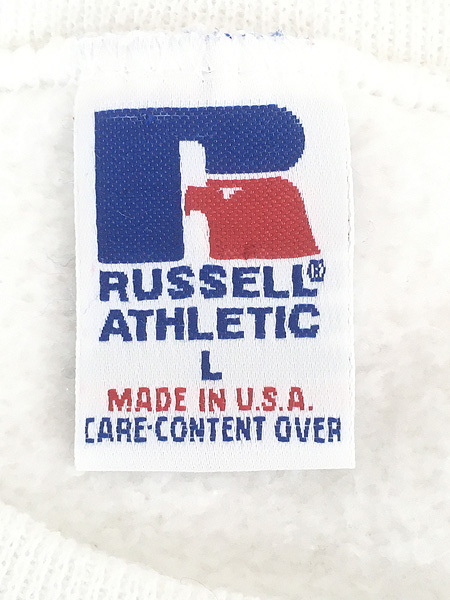 RUSSELL®
ATHLETIC
L
MADE IN U.S.A.
CARE-CONTENT OVER